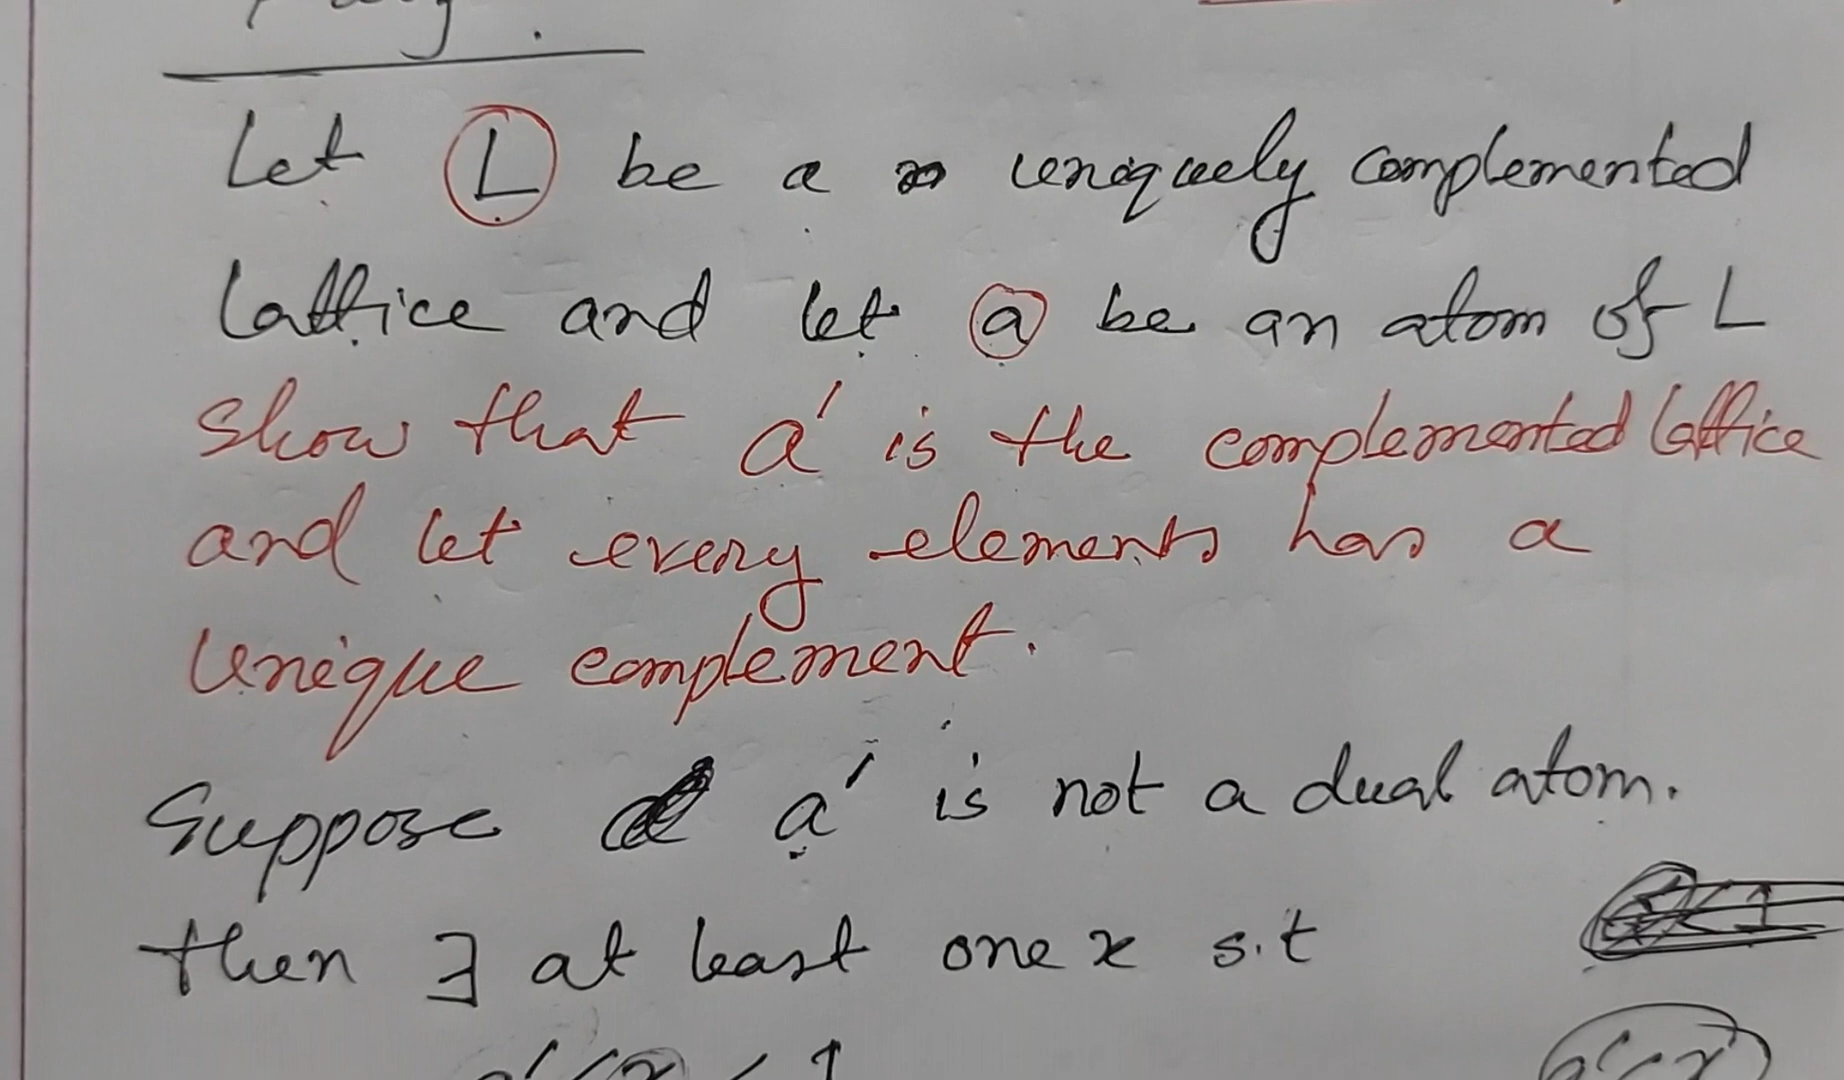 Let L be a uniquely complemented
lattice and let a be an atom of L
show that a' is the complemented lattice
and let every elements has a
unique complement.
Suppose a' is not a dual atom.
then ∃ at least one x s.t
a' < x < 1
a' < x